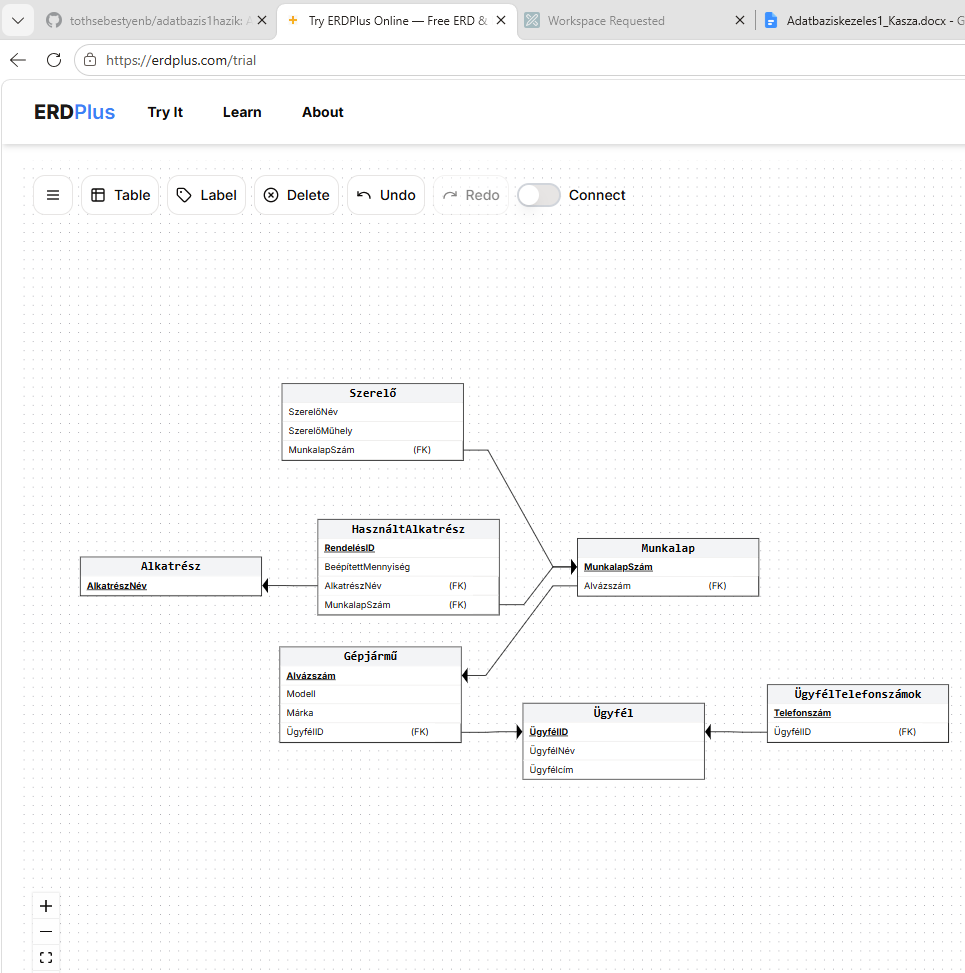 tothsebestyenb/adatbazis1hazik: A
Try ERDPlus Online — Free ERD &
Workspace Requested
Adatbaziskezeles1_Kasza.docx - G
https://erdplus.com/trial
ERDPlus Try It Learn About
Table Label Delete Undo Redo Connect
Szerelő
SzerelőNév
SzerelőMűhely
MunkalapSzám (FK)
HasználtAlkatrész
RendelésID
BeépítettMennyiség
AlkatrészNév (FK)
MunkalapSzám (FK)
Munkalap
MunkalapSzám
Alvázszám (FK)
Alkatrész
AlkatrészNév
Gépjármű
Alvázszám
Modell
Márka
ÜgyfélID (FK)
Ügyfél
ÜgyfélID
ÜgyfélNév
Ügyfélcím
ÜgyfélTelefonszámok
Telefonszám
ÜgyfélID (FK)